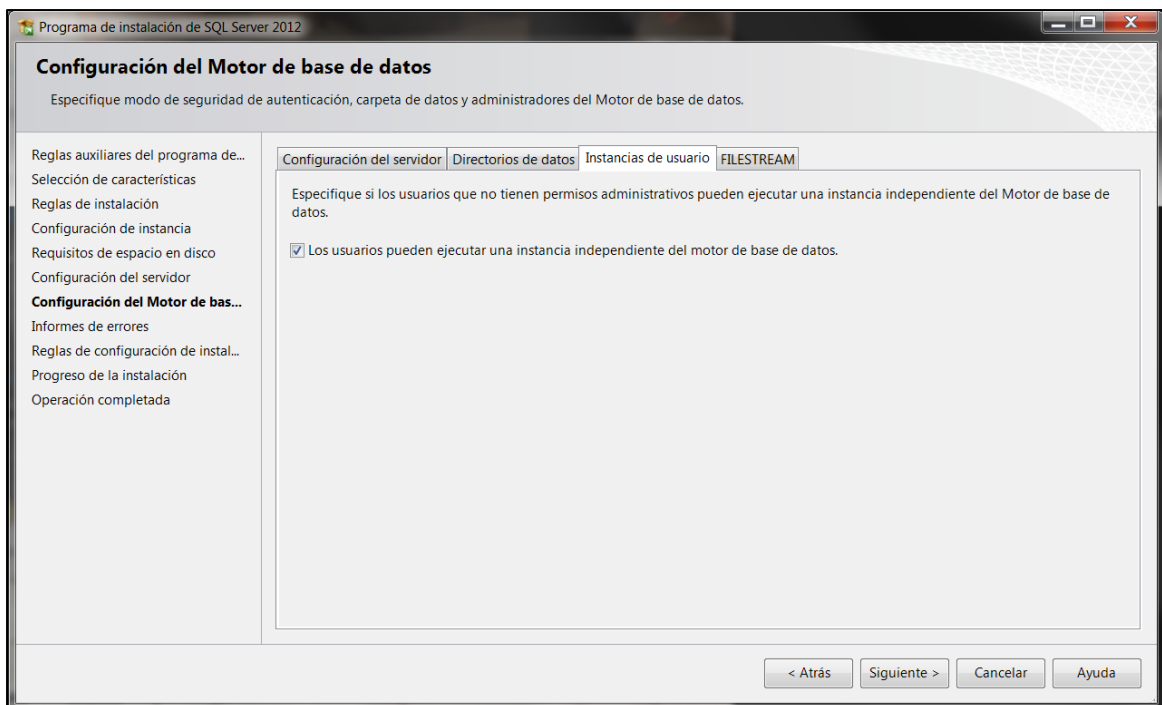 Programa de instalación de SQL Server 2012
Configuración del Motor de base de datos
Especifique modo de seguridad de autenticación, carpeta de datos y administradores del Motor de base de datos.
Reglas auxiliares del programa de...
Selección de características
Reglas de instalación
Configuración de instancia
Requisitos de espacio en disco
Configuración del servidor
Configuración del Motor de bas...
Informes de errores
Reglas de configuración de instal...
Progreso de la instalación
Operación completada
Configuración del servidor Directorios de datos Instancias de usuario FILESTREAM
Especifique si los usuarios que no tienen permisos administrativos pueden ejecutar una instancia independiente del Motor de base de
datos.
Los usuarios pueden ejecutar una instancia independiente del motor de base de datos.
< Atrás Siguiente > Cancelar Ayuda